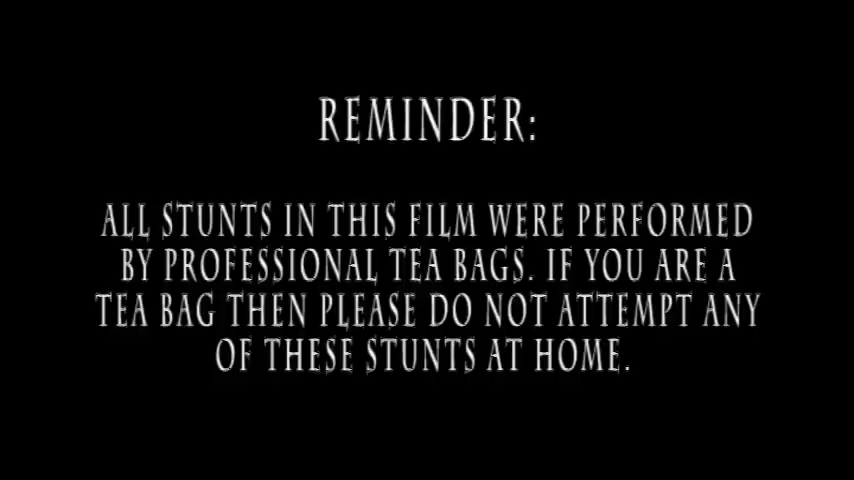 REMINDER:
ALL STUNTS IN THIS FILM WERE PERFORMED
BY PROFESSIONAL TEA BAGS. IF YOU ARE A
TEA BAG THEN PLEASE DO NOT ATTEMPT ANY
OF THESE STUNTS AT HOME.